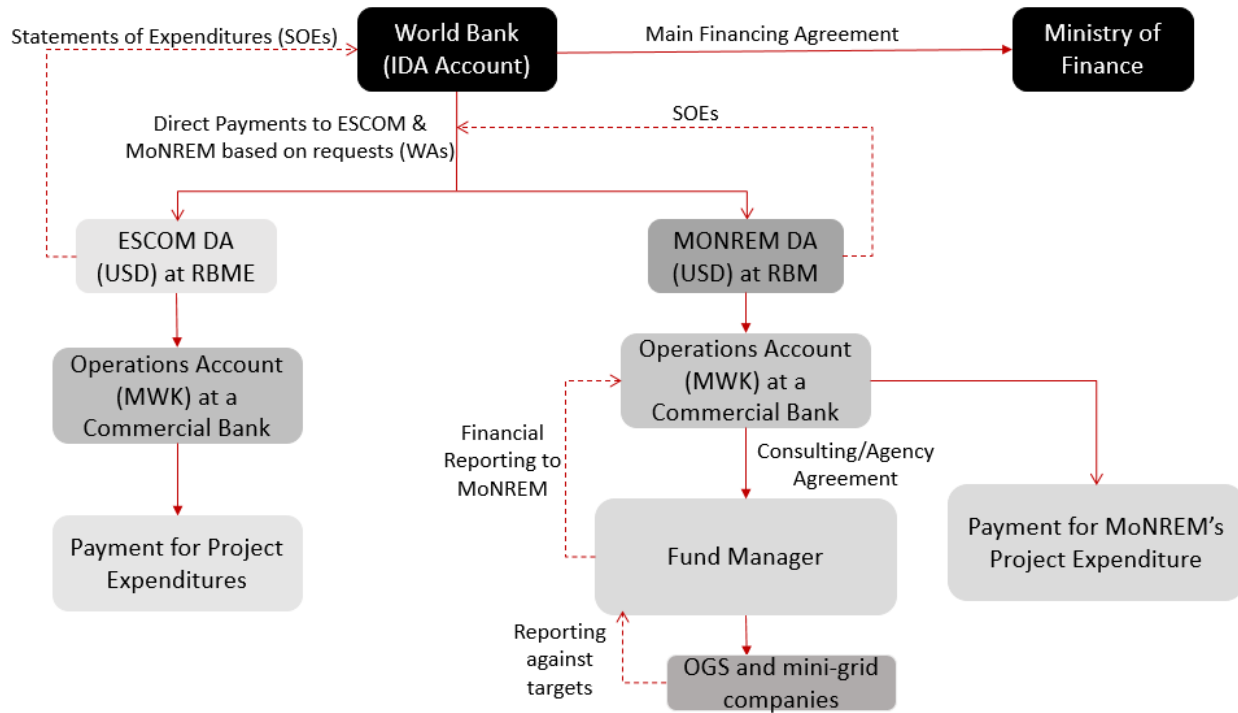 Statements of Expenditures (SOEs)
World Bank
(IDA Account)
Main Financing Agreement
Ministry of
Finance
Direct Payments to ESCOM &
MoNREM based on requests (WAs)
SOEs
ESCOM DA
(USD) at RBME
MONREM DA
(USD) at RBM
Operations Account
(MWK) at a
Commercial Bank
Operations Account
(MWK) at a
Commercial Bank
Financial
Reporting to
MoNREM
Consulting/Agency
Agreement
Payment for Project
Expenditures
Fund Manager
Payment for MoNREM’s
Project Expenditure
Reporting
against
targets
OGS and mini-grid
companies